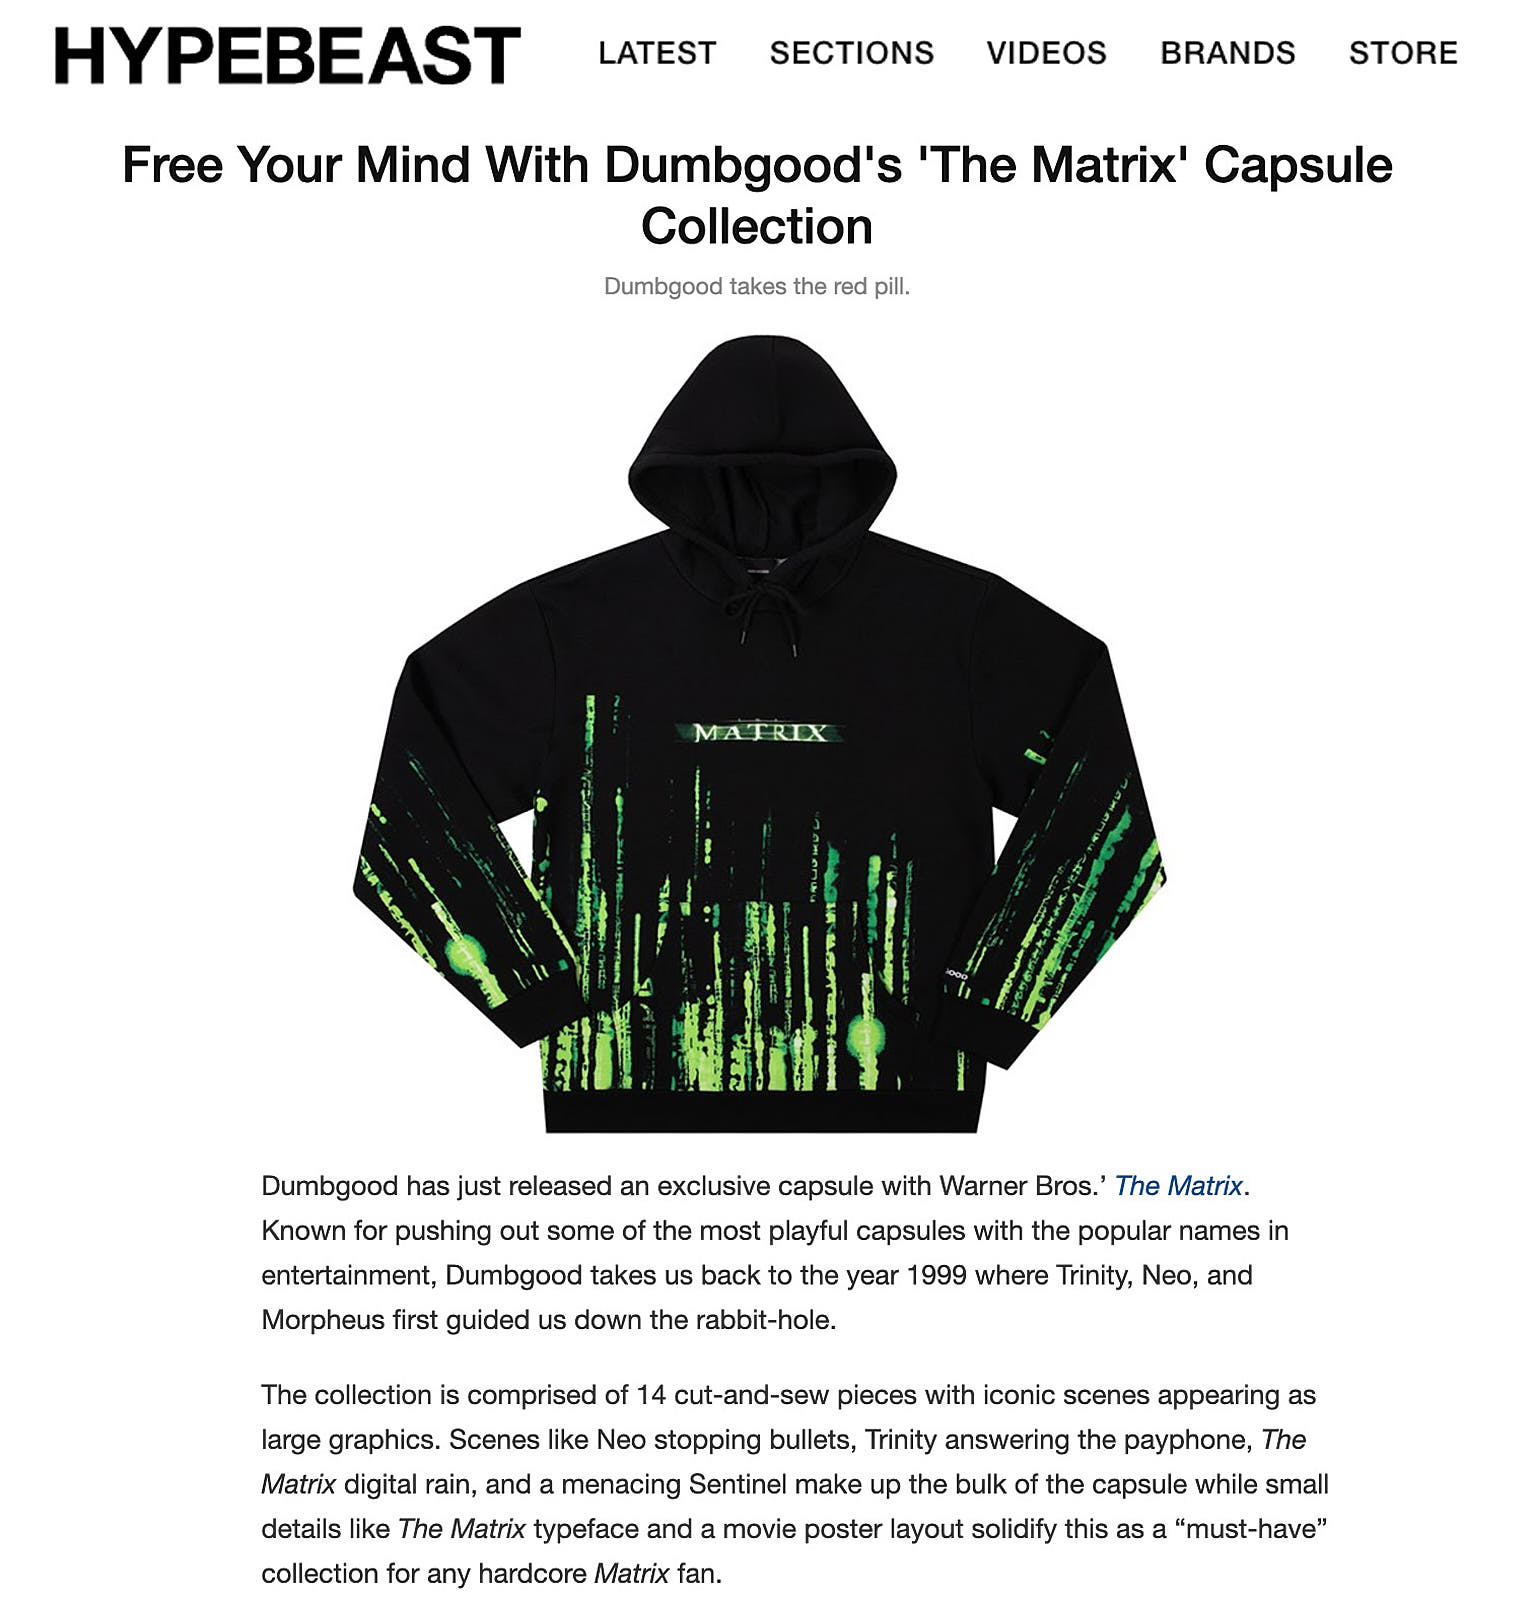 HYPEBEAST LATEST SECTIONS VIDEOS BRANDS STORE
Free Your Mind With Dumbgood's 'The Matrix' Capsule
Collection
Dumbgood takes the red pill.
MATRIX
Dumbgood has just released an exclusive capsule with Warner Bros.’ The Matrix.
Known for pushing out some of the most playful capsules with the popular names in
entertainment, Dumbgood takes us back to the year 1999 where Trinity, Neo, and
Morpheus first guided us down the rabbit-hole.
The collection is comprised of 14 cut-and-sew pieces with iconic scenes appearing as
large graphics. Scenes like Neo stopping bullets, Trinity answering the payphone, The
Matrix digital rain, and a menacing Sentinel make up the bulk of the capsule while small
details like The Matrix typeface and a movie poster layout solidify this as a “must-have”
collection for any hardcore Matrix fan.